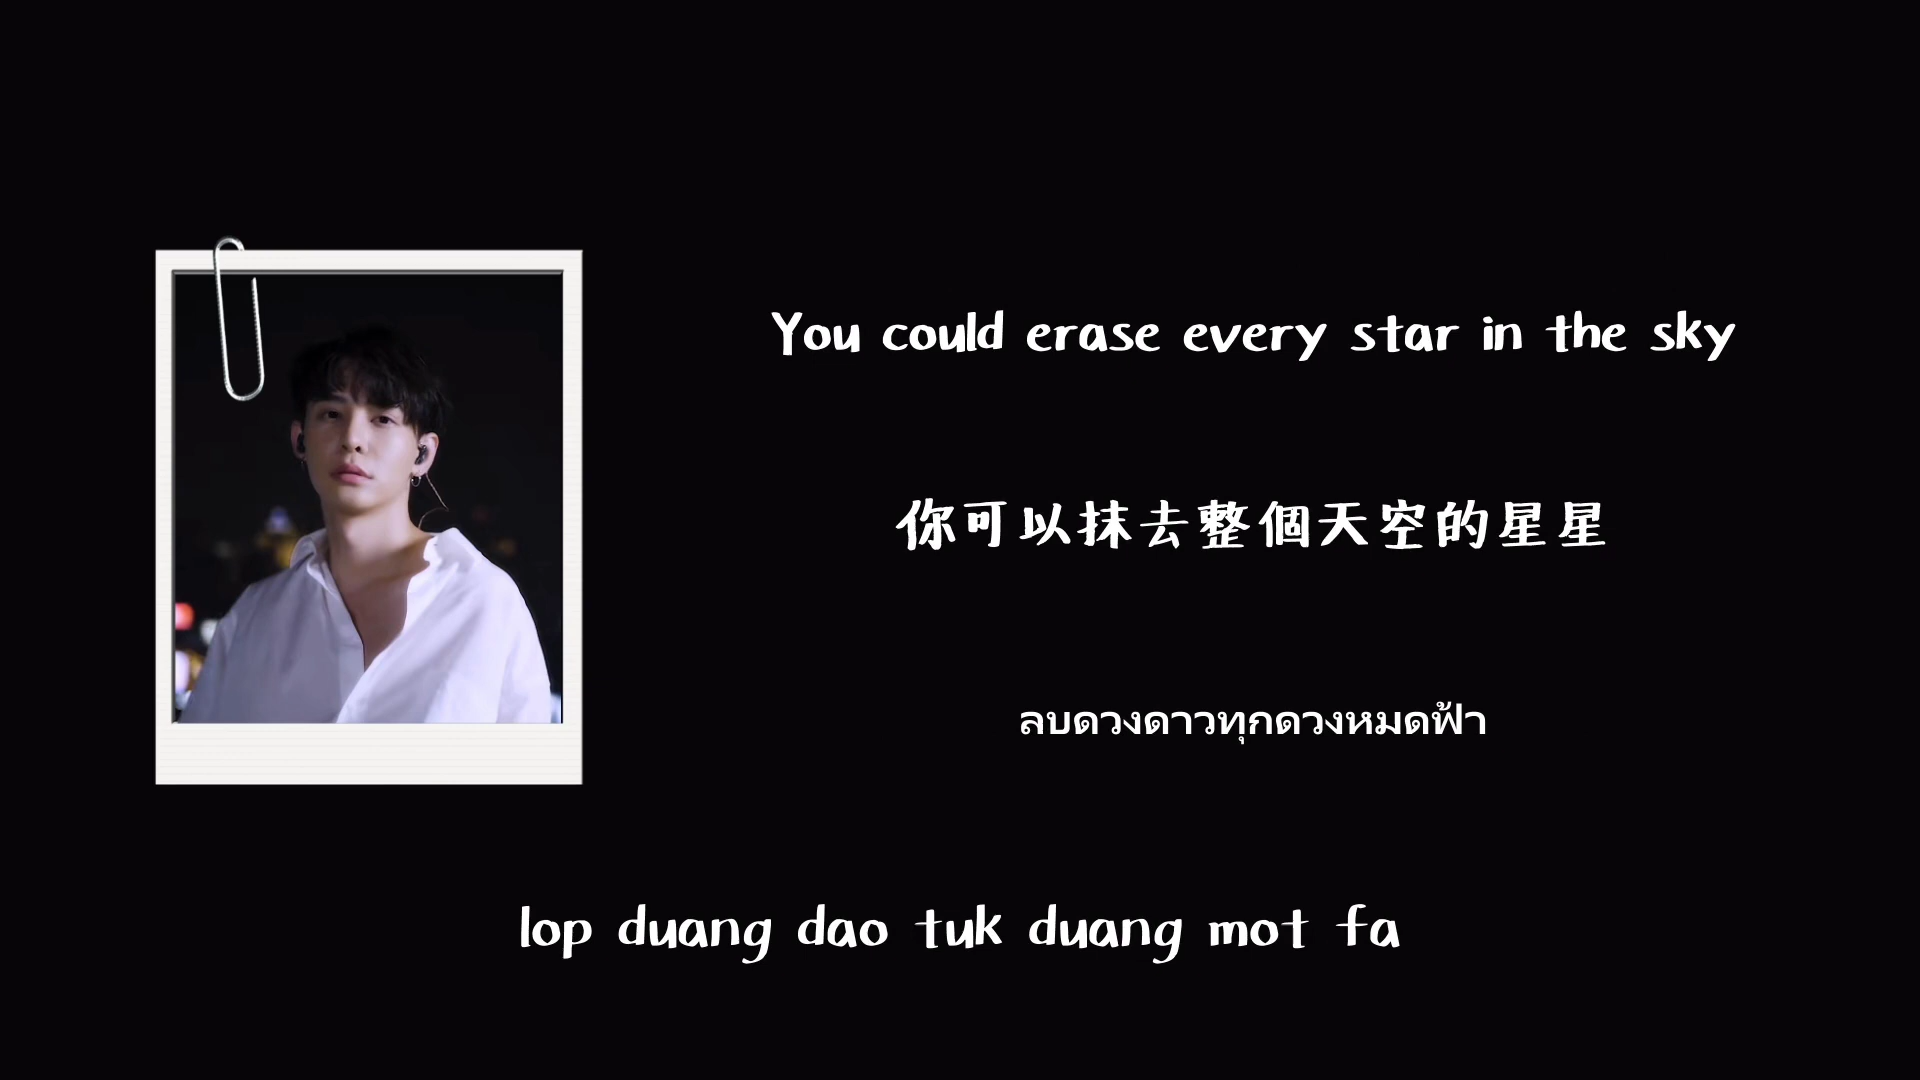 You could erase every star in the sky
你可以抹去整個天空的星星
ลบดวงดาวทุกดวงหมดฟ้า
lop duang dao tuk duang mot fa